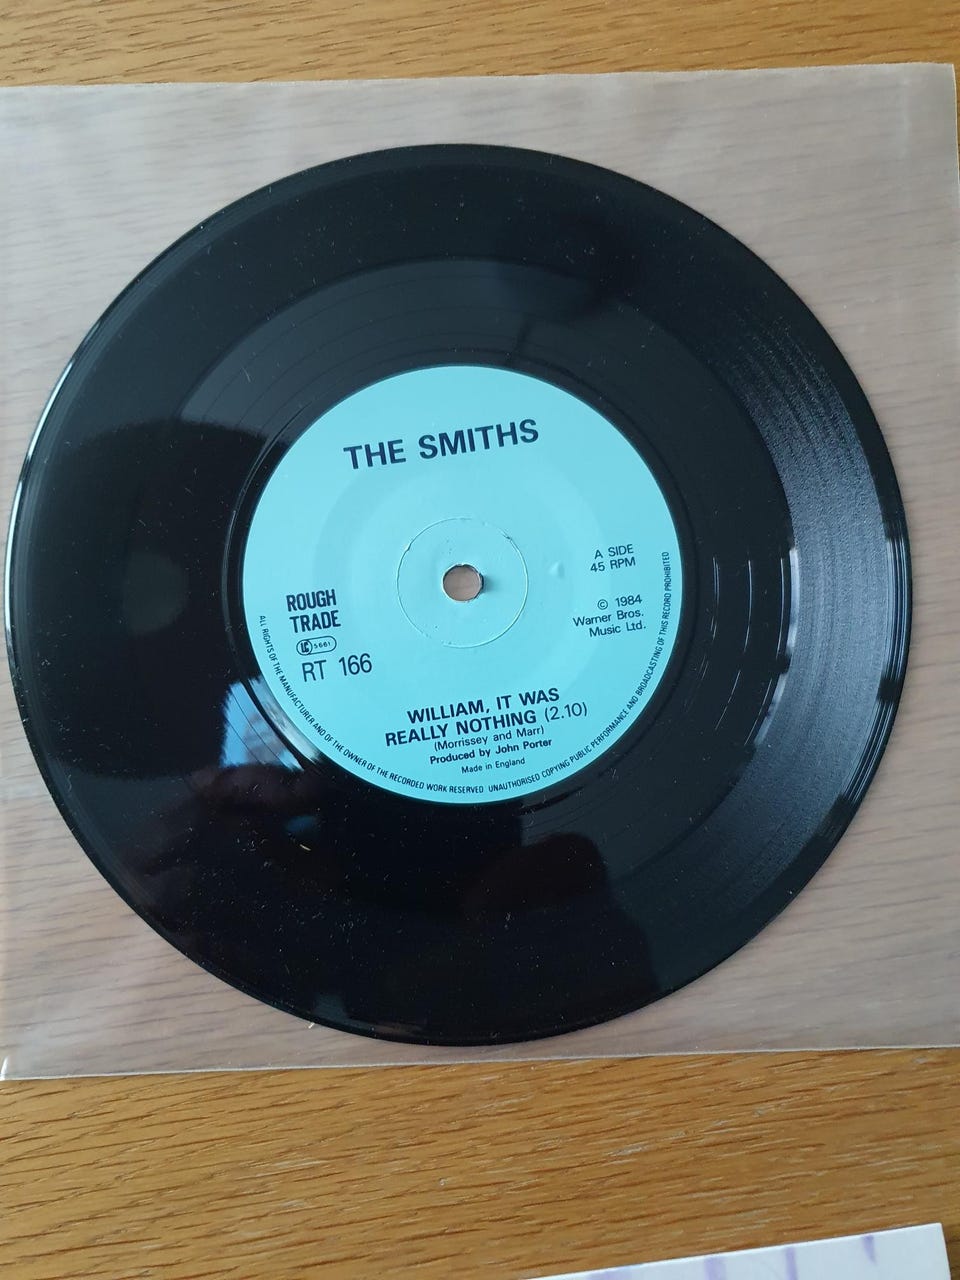 THE SMITHS
A SIDE
45 RPM
ROUGH
TRADE
LC 5661
RT 166
© 1984
Warner Bros.
Music Ltd.
WILLIAM, IT WAS
REALLY NOTHING (2.10)
(Morrissey and Marr)
Produced by John Porter
Made in England
ALL RIGHTS OF THE MANUFACTURER AND OF THE OWNER OF THE RECORDED WORK RESERVED UNAUTHORISED COPYING PUBLIC PERFORMANCE AND BROADCASTING OF THIS RECORD PROHIBITED